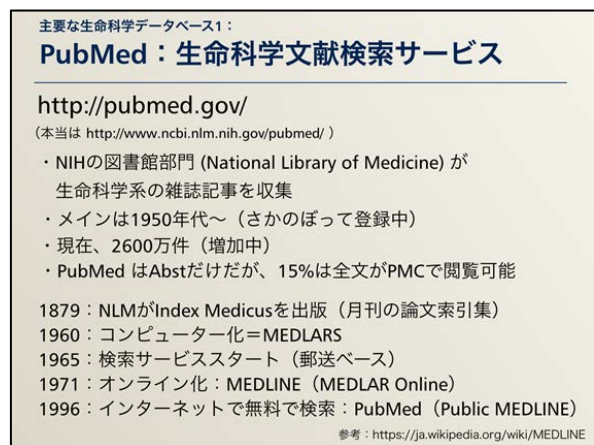 主要な生命科学データベース1：
PubMed：生命科学文献検索サービス
http://pubmed.gov/
（本当は http://www.ncbi.nlm.nih.gov/pubmed/ ）
・NIHの図書館部門 (National Library of Medicine) が
生命科学系の雑誌記事を収集
・メインは1950年代〜（さかのぼって登録中）
・現在、2600万件（増加中）
・PubMed はAbstだけだが、15%は全文がPMCで閲覧可能
1879：NLMがIndex Medicusを出版（月刊の論文索引集）
1960：コンピューター化＝MEDLARS
1965：検索サービススタート（郵送ベース）
1971：オンライン化：MEDLINE（MEDLAR Online）
1996：インターネットで無料で検索：PubMed（Public MEDLINE）
参考：https://ja.wikipedia.org/wiki/MEDLINE